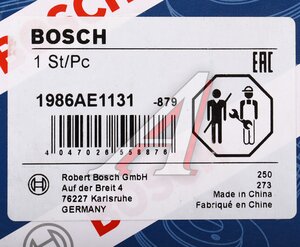 BOSCH
BOSCH
1 St/Pc
EAC
1986AE1131 -879
4 047026 558876
Robert Bosch GmbH
Auf der Breit 4
76227 Karlsruhe
GERMANY
250
273
Made in China
Fabriqué en Chine